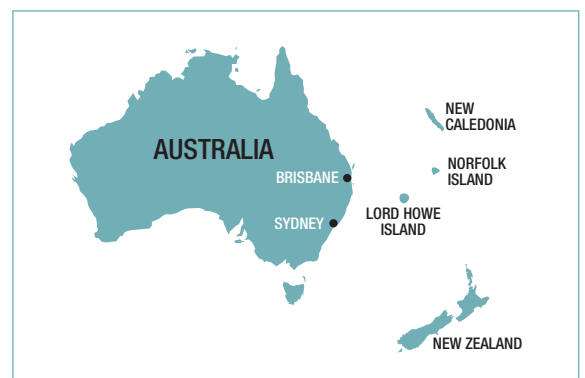 NEW
CALEDONIA
AUSTRALIA
NORFOLK
ISLAND
BRISBANE
LORD HOWE
ISLAND
SYDNEY
NEW ZEALAND